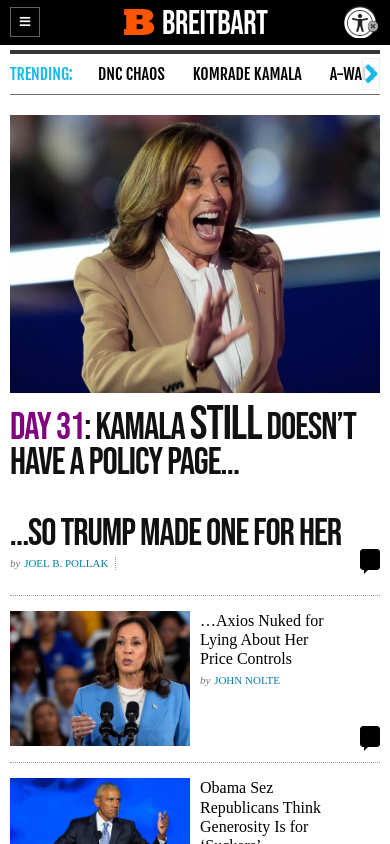 BREITBART
TRENDING: DNC CHAOS KOMRADE KAMALA A-WA
DAY 31: KAMALA STILL DOESN'T
HAVE A POLICY PAGE...
...SO TRUMP MADE ONE FOR HER
by JOEL B. POLLAK
…Axios Nuked for
Lying About Her
Price Controls
by JOHN NOLTE
Obama Sez
Republicans Think
Generosity Is for
‘Suckers’